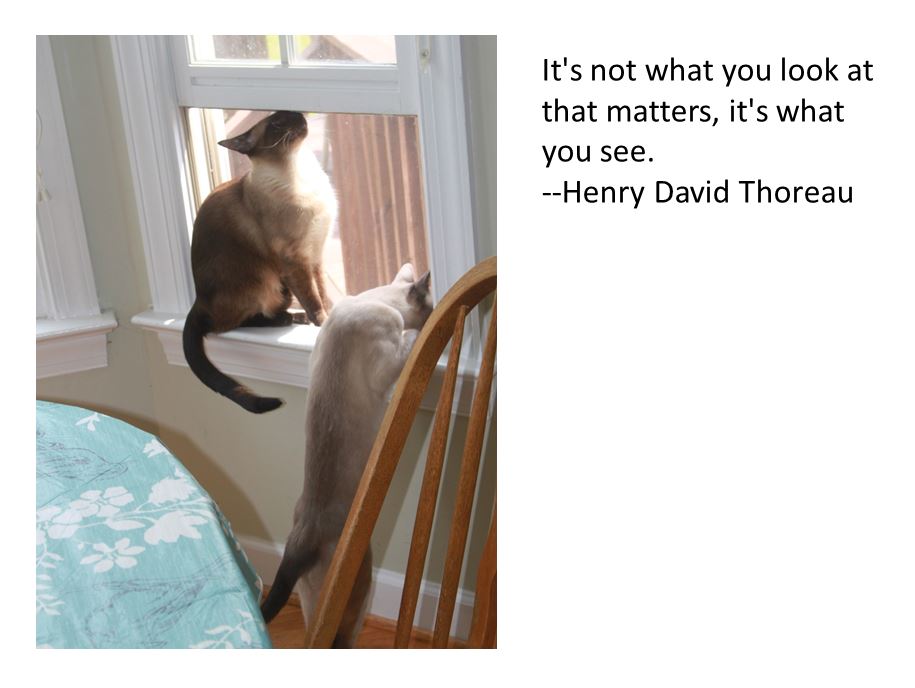 It's not what you look at
that matters, it's what
you see.
--Henry David Thoreau